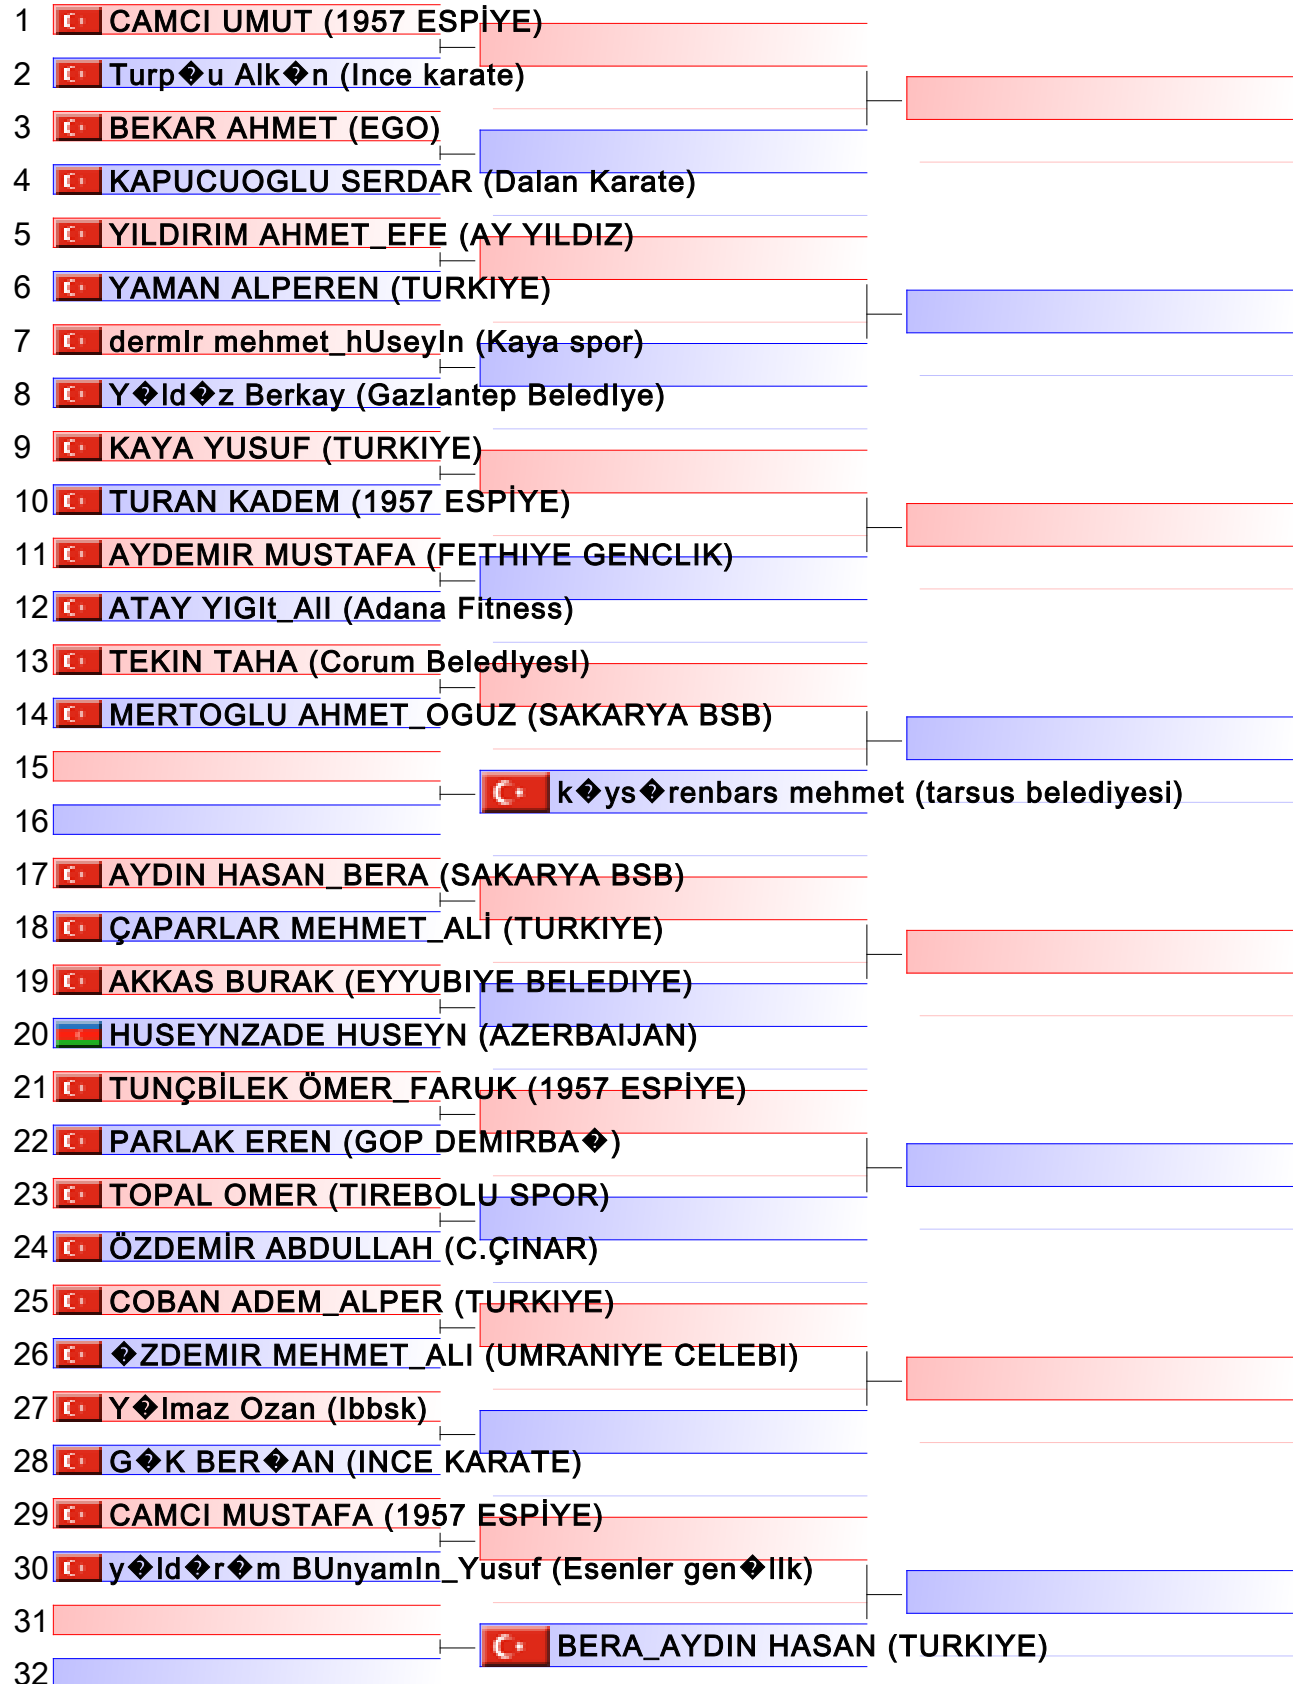 1 CAMCI UMUT (1957 ESPİYE)
2 Turp�u Alk�n (Ince karate)
3 BEKAR AHMET (EGO)
4 KAPUCUOGLU SERDAR (Dalan Karate)
5 YILDIRIM AHMET_EFE (AY YILDIZ)
6 YAMAN ALPEREN (TURKIYE)
7 dermIr mehmet_hUseyIn (Kaya spor)
8 Y�ld�z Berkay (GazIantep BeledIye)
9 KAYA YUSUF (TURKIYE)
10 TURAN KADEM (1957 ESPİYE)
11 AYDEMIR MUSTAFA (FETHIYE GENCLIK)
12 ATAY YIGIt_AlI (Adana Fitness)
13 TEKIN TAHA (Corum BeledIyesI)
14 MERTOGLU AHMET_OGUZ (SAKARYA BSB)
15
k�ys�renbars mehmet (tarsus belediyesi)
16
17 AYDIN HASAN_BERA (SAKARYA BSB)
18 ÇAPARLAR MEHMET_ALİ (TURKIYE)
19 AKKAS BURAK (EYYUBIYE BELEDIYE)
20 HUSEYNZADE HUSEYN (AZERBAIJAN)
21 TUNÇBİLEK ÖMER_FARUK (1957 ESPİYE)
22 PARLAK EREN (GOP DEMIRBA�)
23 TOPAL OMER (TIREBOLU SPOR)
24 ÖZDEMİR ABDULLAH (C.ÇINAR)
25 COBAN ADEM_ALPER (TURKIYE)
26 �ZDEMIR MEHMET_ALI (UMRANIYE CELEBI)
27 Y�lmaz Ozan (Ibbsk)
28 G�K BER�AN (INCE KARATE)
29 CAMCI MUSTAFA (1957 ESPİYE)
30 y�ld�r�m BUnyamIn_Yusuf (Esenler gen�lIk)
31
BERA_AYDIN HASAN (TURKIYE)
32